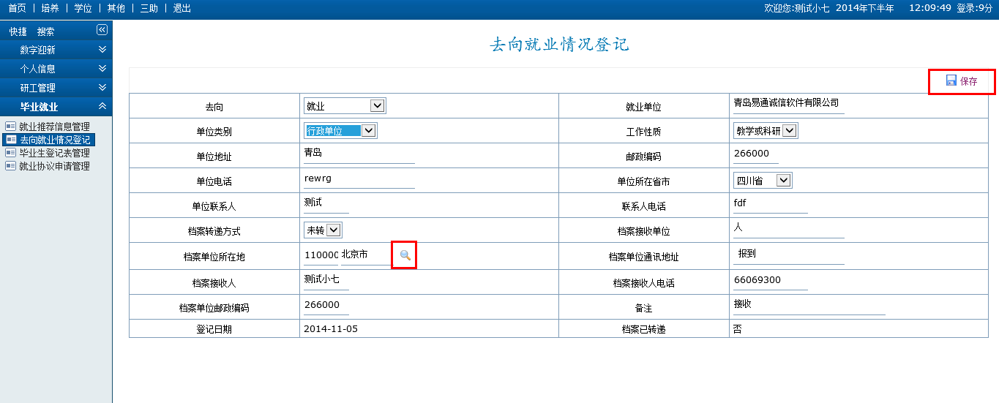 首页 | 培养 | 学位 | 其他 | 三助 | 退出 欢迎您:测试小七 2014年下半年 12:09:49 登录:9分
快捷 搜索
数字迎新
个人信息
研工管理
毕业就业
就业推荐信息管理
去向就业情况登记
毕业生登记表管理
就业协议申请管理
去向就业情况登记
保存
去向 就业 就业单位 青岛易通诚信软件有限公司
单位类别 行政单位 工作性质 教学或科研
单位地址 青岛 邮政编码 266000
单位电话 rewrg 单位所在省市 四川省
单位联系人 测试 联系人电话 fdf
档案转递方式 未转 档案接收单位 人
档案单位所在地 110000 北京市 档案单位通讯地址 报到
档案接收人 测试小七 档案接收人电话 66069300
档案单位邮政编码 266000 备注 接收
登记日期 2014-11-05 档案已转递 否